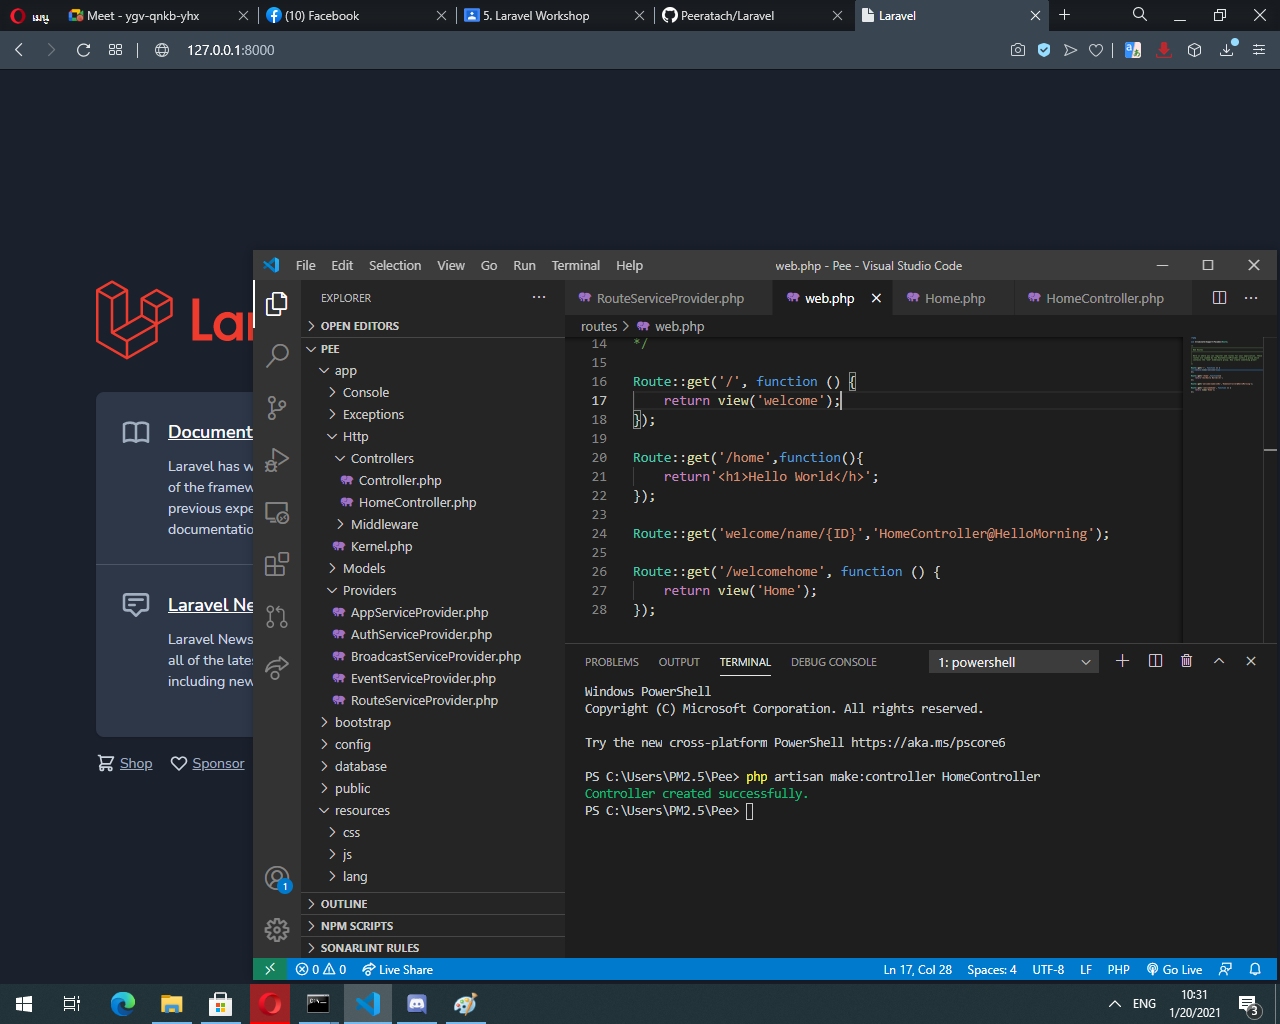 เมนู
Meet - ygv-qnkb-yhx
(10) Facebook
5. Laravel Workshop
Peeratach/Laravel
Laravel
127.0.0.1:8000
Document
Laravel has w
of the framew
previous expe
documentatio
Laravel Ne
Laravel News
all of the late
including new
Shop
Sponsor
File Edit Selection View Go Run Terminal Help
web.php - Pee - Visual Studio Code
EXPLORER
OPEN EDITORS
PEE
app
Console
Exceptions
Http
Controllers
Controller.php
HomeController.php
Middleware
Kernel.php
Models
Providers
AppServiceProvider.php
AuthServiceProvider.php
BroadcastServiceProvider.php
EventServiceProvider.php
RouteServiceProvider.php
bootstrap
config
database
public
resources
css
js
lang
OUTLINE
NPM SCRIPTS
SONARLINT RULES
RouteServiceProvider.php
web.php
Home.php
HomeController.php
routes > web.php
14 */
15
16 Route::get('/', function () {
17 return view('welcome');
18 });
19
20 Route::get('/home',function(){
21 return'<h1>Hello World</h>';
22 });
23
24 Route::get('welcome/name/{ID}','HomeController@HelloMorning');
25
26 Route::get('/welcomehome', function () {
27 return view('Home');
28 });
PROBLEMS OUTPUT TERMINAL DEBUG CONSOLE
1: powershell
Windows PowerShell
Copyright (C) Microsoft Corporation. All rights reserved.
Try the new cross-platform PowerShell https://aka.ms/pscore6
PS C:\Users\PM2.5\Pee> php artisan make:controller HomeController
Controller created successfully.
PS C:\Users\PM2.5\Pee>
1
0 0 Live Share
Ln 17, Col 28 Spaces: 4 UTF-8 LF PHP Go Live
ENG
10:31
1/20/2021
3